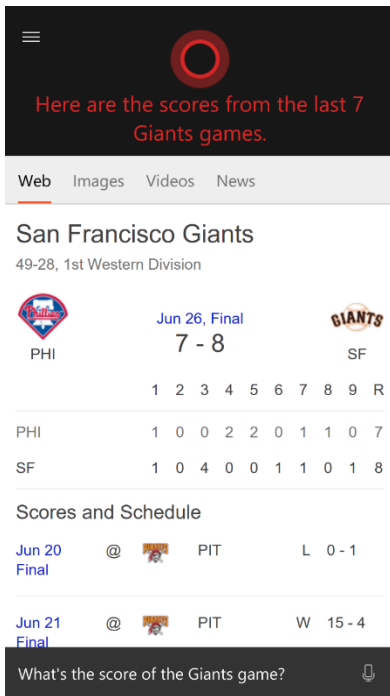 Here are the scores from the last 7
Giants games.
Web Images Videos News
San Francisco Giants
49-28, 1st Western Division
Phillies
Jun 26, Final
GIANTS
PHI
7 - 8
SF
1 2 3 4 5 6 7 8 9 R
PHI 1 0 0 2 2 0 1 1 0 7
SF 1 0 4 0 0 1 1 0 1 8
Scores and Schedule
Jun 20 @ PIT L 0 - 1
Final
Jun 21 @ PIT W 15 - 4
Final
What's the score of the Giants game?